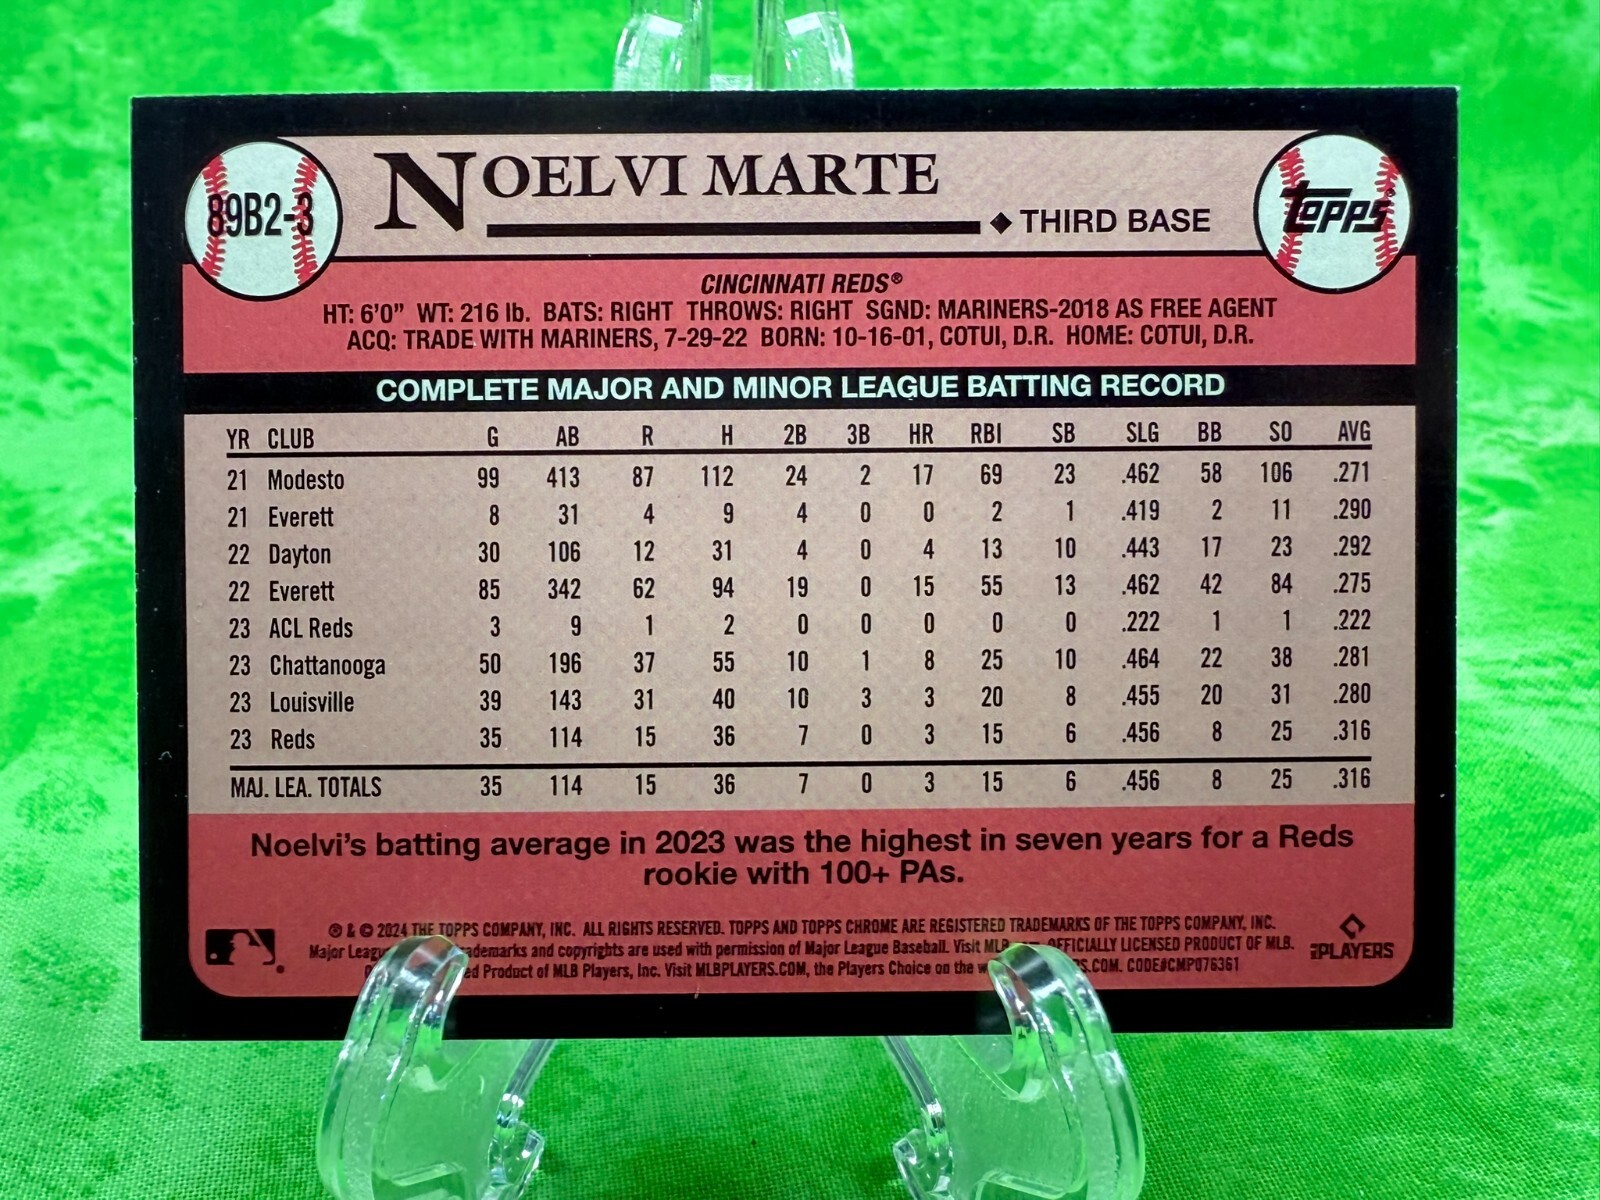 89B2-3
NOELVI MARTE
THIRD BASE
Topps®
CINCINNATI REDS®
HT: 6'0" WT: 216 lb. BATS: RIGHT THROWS: RIGHT SGND: MARINERS-2018 AS FREE AGENT
ACQ: TRADE WITH MARINERS, 7-29-22 BORN: 10-16-01, COTUI, D.R. HOME: COTUI, D.R.
COMPLETE MAJOR AND MINOR LEAGUE BATTING RECORD
YR CLUB G AB R H 2B 3B HR RBI SB SLG BB SO AVG
21 Modesto 99 413 87 112 24 2 17 69 23 .462 58 106 .271
21 Everett 8 31 4 9 4 0 0 2 1 .419 2 11 .290
22 Dayton 30 106 12 31 4 0 4 13 10 .443 17 23 .292
22 Everett 85 342 62 94 19 0 15 55 13 .462 42 84 .275
23 ACL Reds 3 9 1 2 0 0 0 0 0 .222 1 1 .222
23 Chattanooga 50 196 37 55 10 1 8 25 10 .464 22 38 .281
23 Louisville 39 143 31 40 10 3 3 20 8 .455 20 31 .280
23 Reds 35 114 15 36 7 0 3 15 6 .456 8 25 .316
MAJ. LEA. TOTALS 35 114 15 36 7 0 3 15 6 .456 8 25 .316
Noelvi's batting average in 2023 was the highest in seven years for a Reds
rookie with 100+ PAs.
® & © 2024 THE TOPPS COMPANY, INC. ALL RIGHTS RESERVED. TOPPS AND TOPPS CHROME ARE REGISTERED TRADEMARKS OF THE TOPPS COMPANY, INC.
Major and copyrights are used with permission of Major League Baseball. Visit OFFICIALLY LICENSED PRODUCT OF MLB.
Product of MLB Players, Inc. Visit MLBPLAYERS.COM, the Players Choice on the CODE#CMP076361
PLAYERS